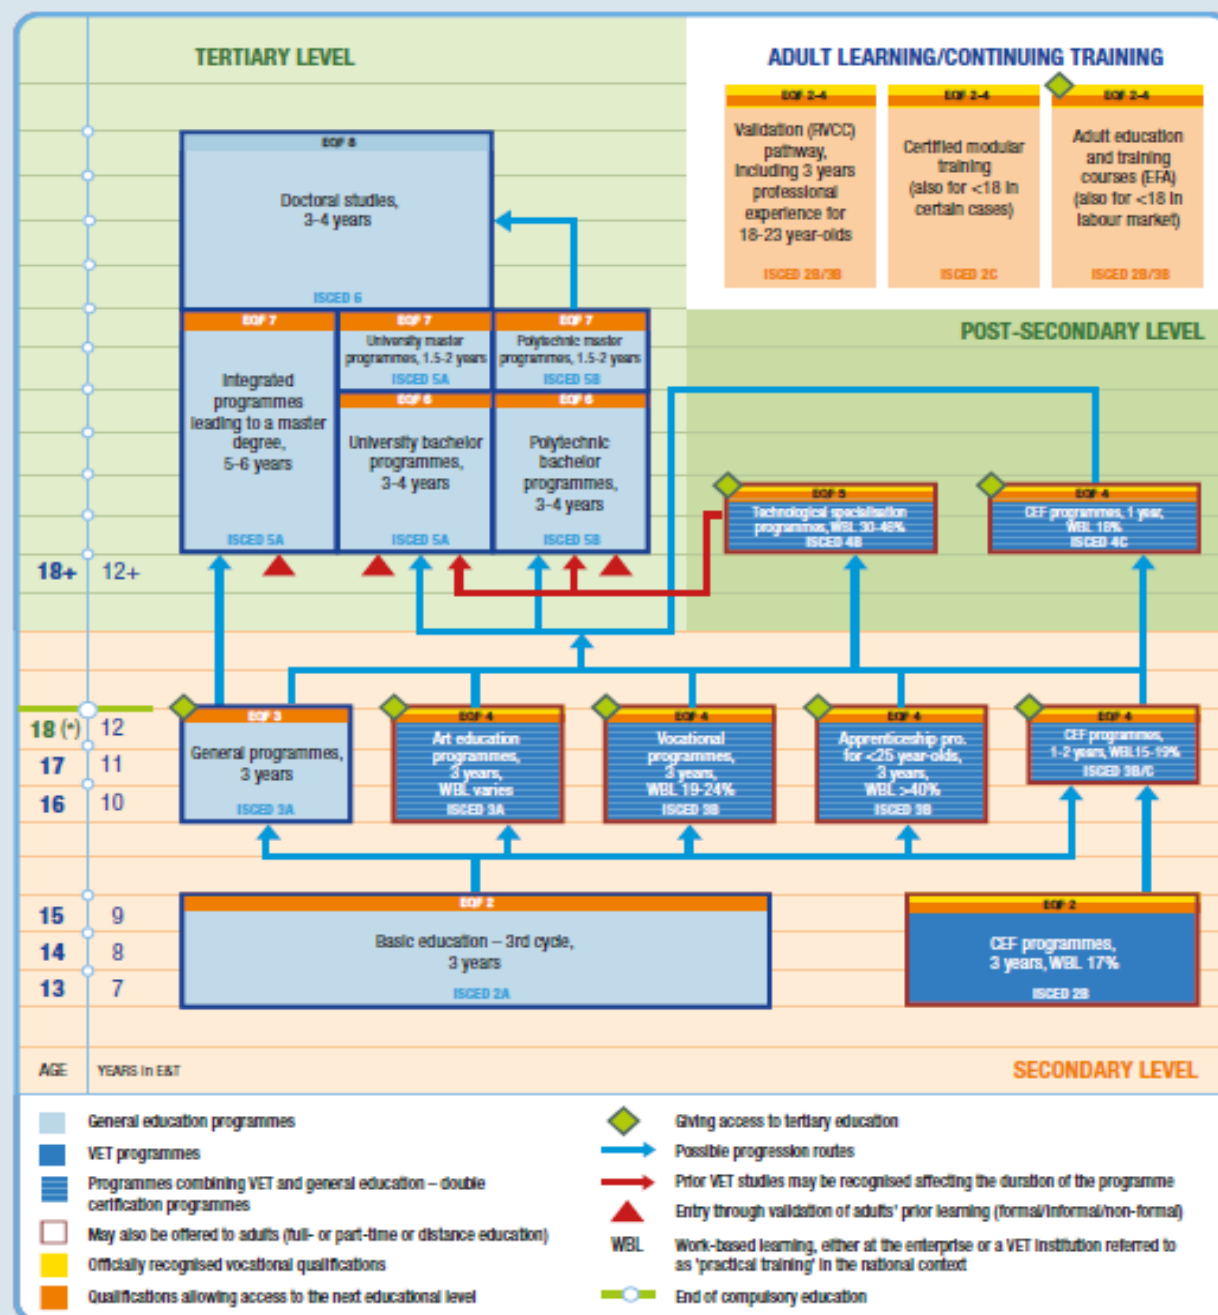 TERTIARY LEVEL
ADULT LEARNING/CONTINUING TRAINING
EQF 2-4
Validation (RVCC)
pathway,
including 3 years
professional
experience for
18-23 year-olds
ISCED 2B/3B
EQF 2-4
Certified modular
training
(also for <18 in
certain cases)
ISCED 2C
EQF 2-4
Adult education
and training
courses (EFA)
(also for <18 in
labour market)
ISCED 2B/3B
EQF 8
Doctoral studies,
3-4 years
ISCED 6
POST-SECONDARY LEVEL
EQF 7
Integrated
programmes
leading to a master
degree,
5-6 years
ISCED 5A
EQF 7
University master
programmes, 1.5-2 years
ISCED 5A
EQF 7
Polytechnic master
programmes, 1.5-2 years
ISCED 5B
EQF 6
University bachelor
programmes,
3-4 years
ISCED 5A
EQF 6
Polytechnic
bachelor
programmes,
3-4 years
ISCED 5B
EQF 5
Technological specialisation
programmes, WBL 30-46%
ISCED 4B
EQF 4
CEF programmes, 1 year,
WBL 18%
ISCED 4C
18+ 12+
18 (*) 12
17 11
16 10
EQF 3
General programmes,
3 years
ISCED 3A
EQF 4
Art education
programmes,
3 years,
WBL varies
ISCED 3A
EQF 4
Vocational
programmes,
3 years,
WBL 19-24%
ISCED 3B
EQF 4
Apprenticeship pro.
for <25 year-olds,
3 years,
WBL >40%
ISCED 3B
EQF 4
CEF programmes,
1-2 years, WBL15-19%
ISCED 3B/C
15 9
14 8
13 7
EQF 2
Basic education – 3rd cycle,
3 years
ISCED 2A
EQF 2
CEF programmes,
3 years, WBL 17%
ISCED 2B
AGE YEARS in E&T
SECONDARY LEVEL
General education programmes
VET programmes
Programmes combining VET and general education – double
certification programmes
May also be offered to adults (full- or part-time or distance education)
Officially recognised vocational qualifications
Qualifications allowing access to the next educational level
Giving access to tertiary education
Possible progression routes
Prior VET studies may be recognised affecting the duration of the programme
Entry through validation of adults' prior learning (formal/informal/non-formal)
WBL Work-based learning, either at the enterprise or a VET institution referred to
as 'practical training' in the national context
End of compulsory education